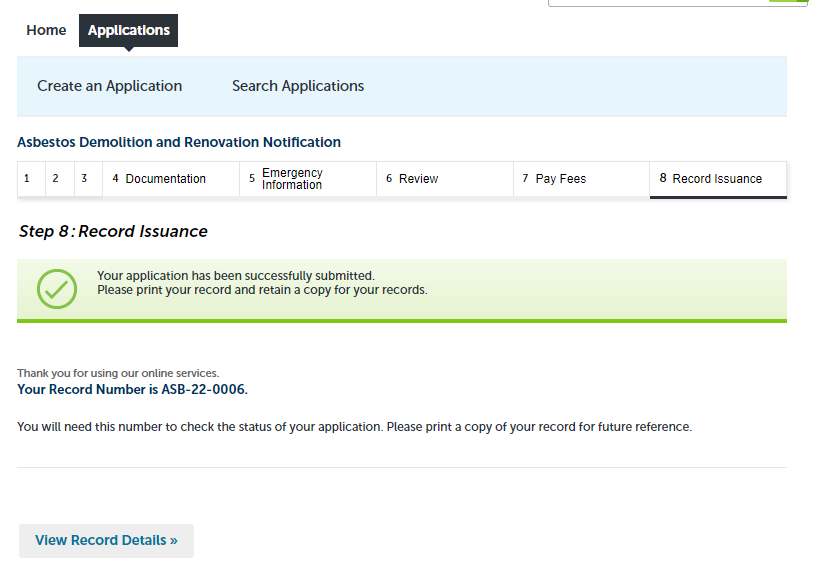 Home Applications
Create an Application Search Applications
Asbestos Demolition and Renovation Notification
1 2 3 4 Documentation 5 Emergency Information 6 Review 7 Pay Fees 8 Record Issuance
Step 8: Record Issuance
Your application has been successfully submitted.
Please print your record and retain a copy for your records.
Thank you for using our online services.
Your Record Number is ASB-22-0006.
You will need this number to check the status of your application. Please print a copy of your record for future reference.
View Record Details »